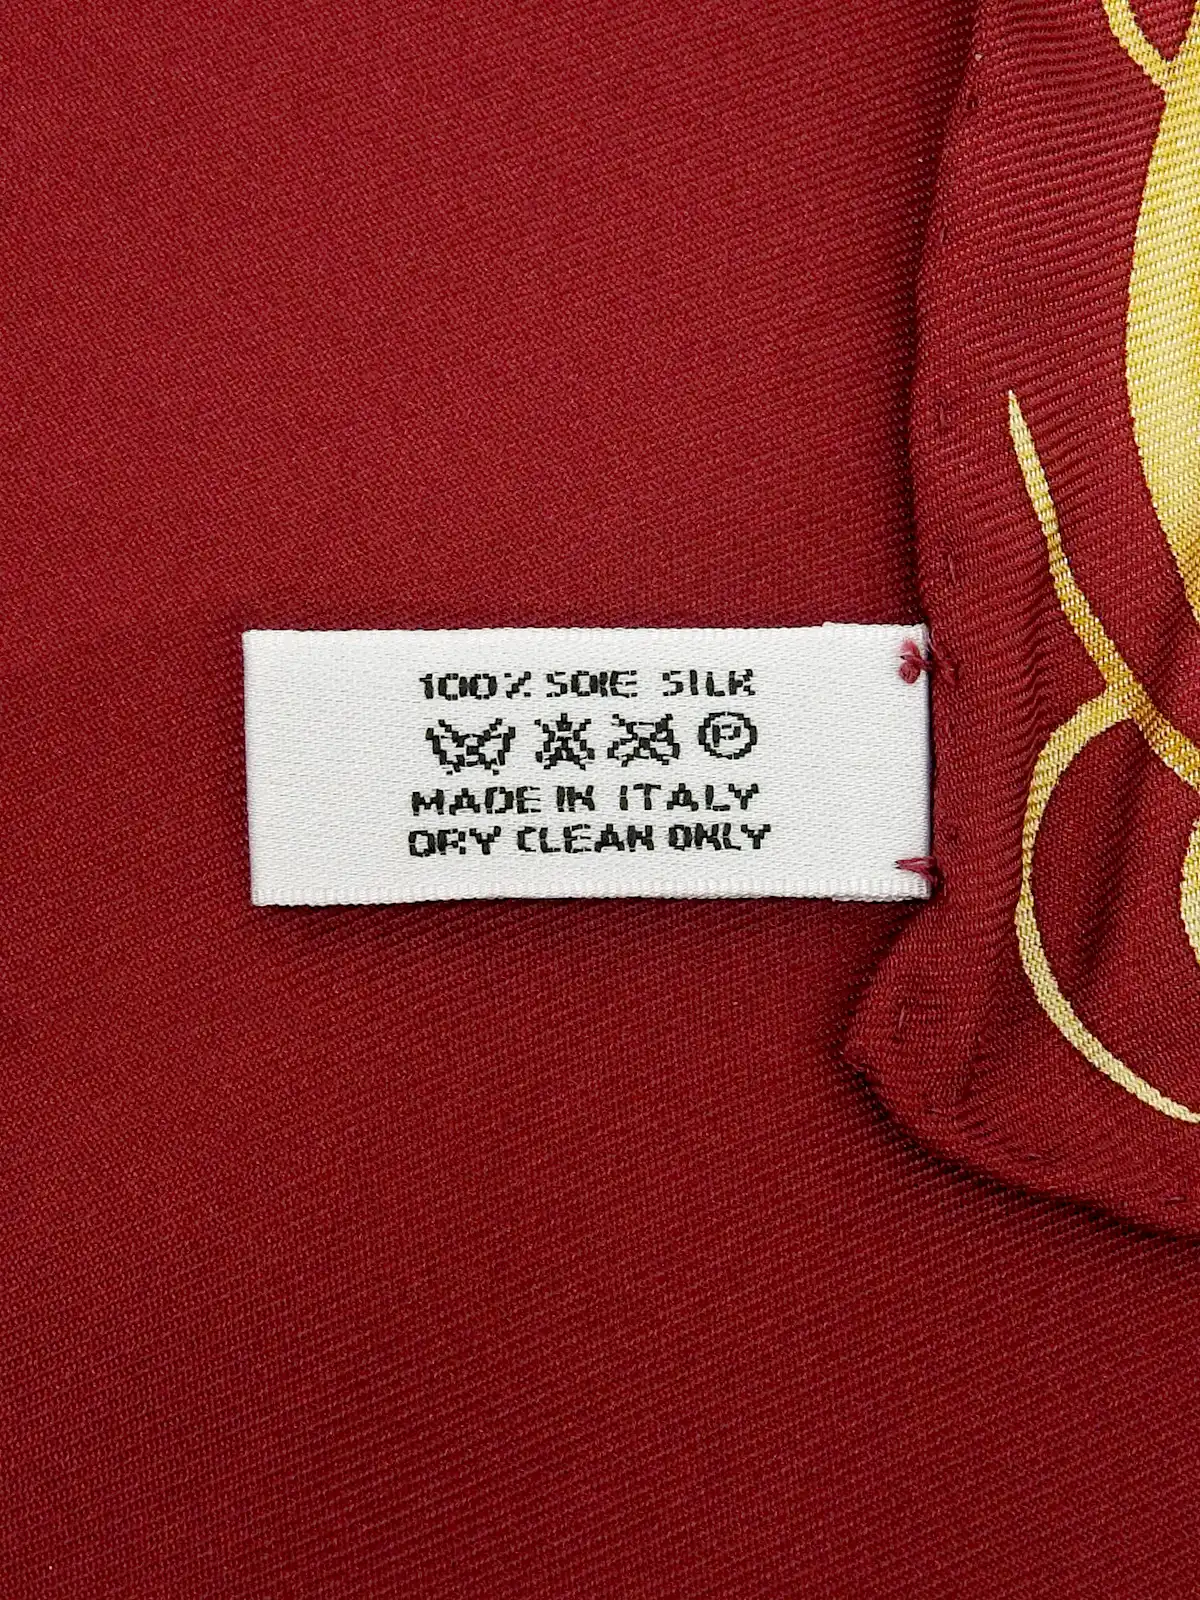 100% SOIE SILK
P
MADE IN ITALY
DRY CLEAN ONLY